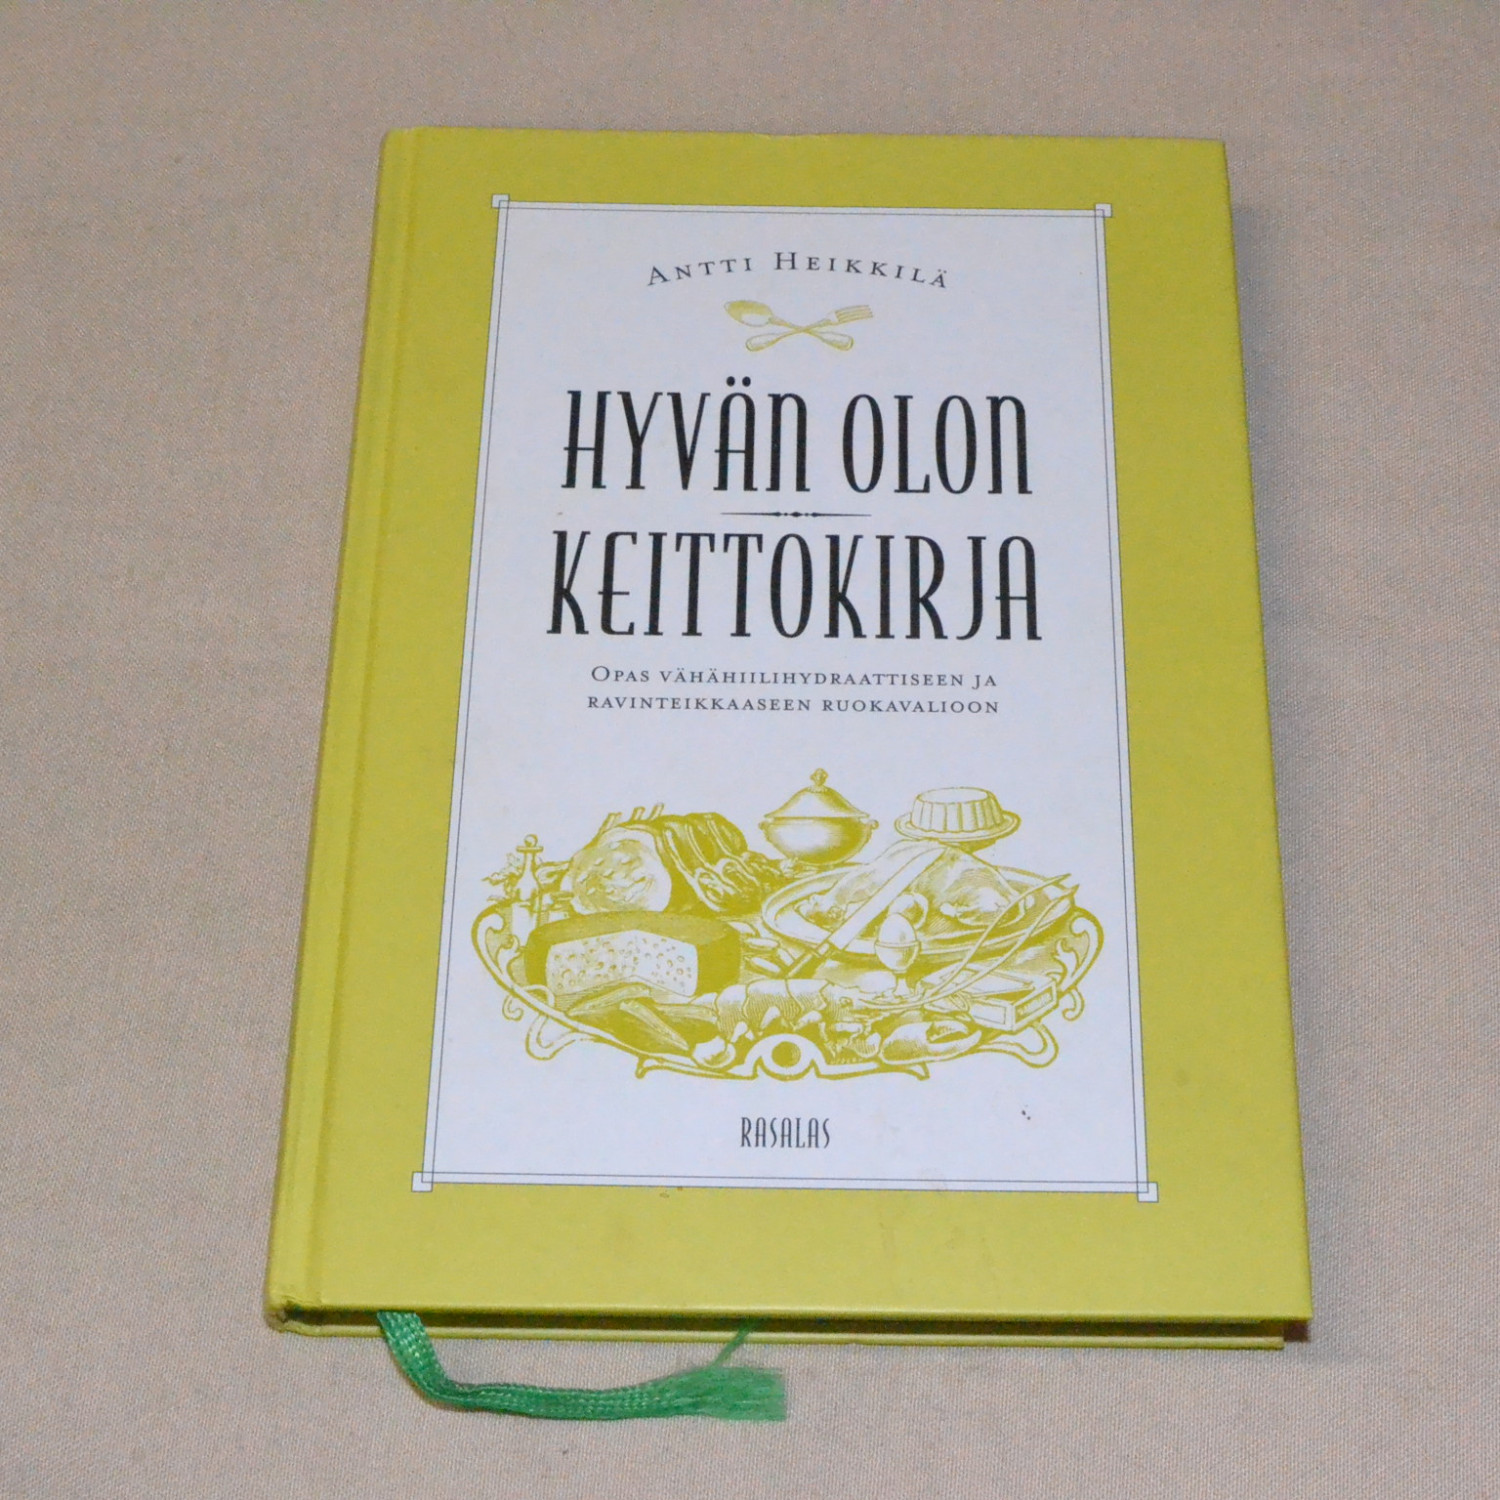 ANTTI HEIKKILÄ
HYVÄN OLON
KEITTOKIRJA
OPAS VÄHÄHIILIHYDRAATTISEEN JA
RAVINTEIKKAASEEN RUOKAVALIOON
RASALAS